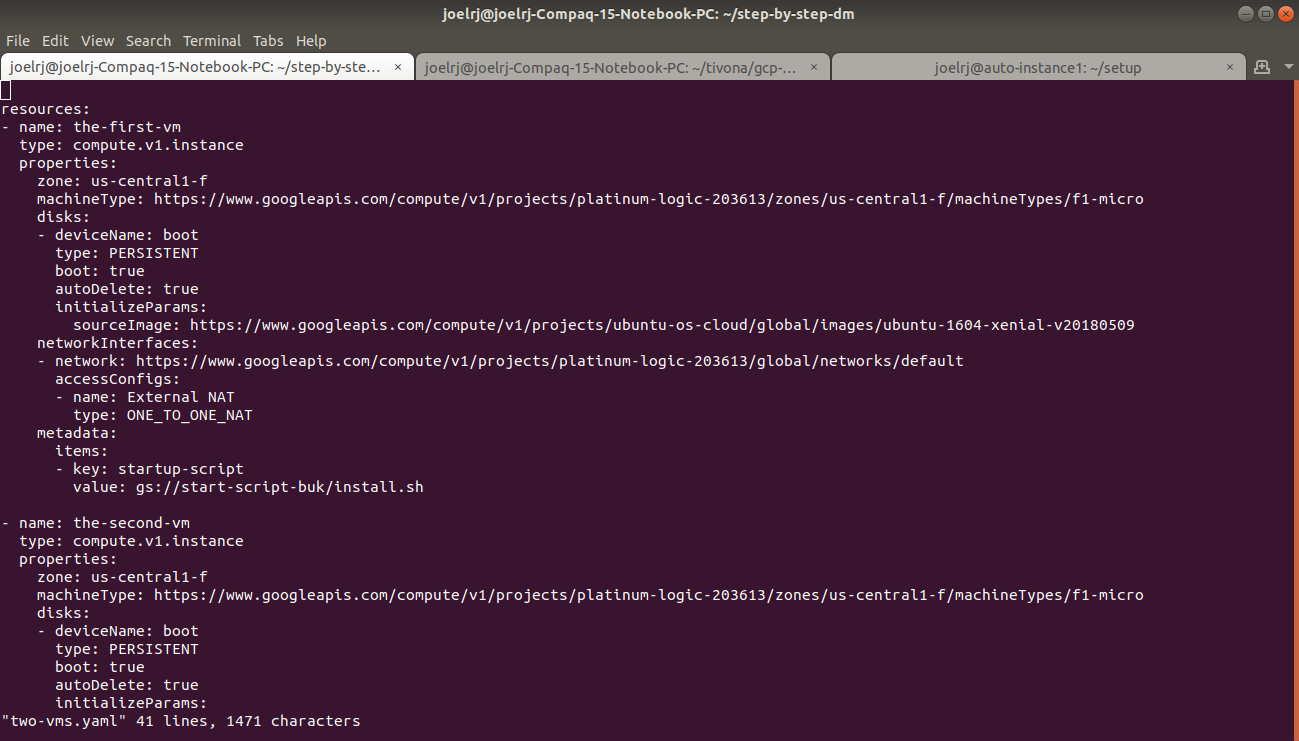 joelrj@joelrj-Compaq-15-Notebook-PC: ~/step-by-step-dm
File Edit View Search Terminal Tabs Help
joelrj@joelrj-Compaq-15-Notebook-PC: ~/step-by-ste… × joelrj@joelrj-Compaq-15-Notebook-PC: ~/tivona/gcp-… × joelrj@auto-instance1: ~/setup ×
resources:
- name: the-first-vm
  type: compute.v1.instance
  properties:
    zone: us-central1-f
    machineType: https://www.googleapis.com/compute/v1/projects/platinum-logic-203613/zones/us-central1-f/machineTypes/f1-micro
    disks:
    - deviceName: boot
      type: PERSISTENT
      boot: true
      autoDelete: true
      initializeParams:
        sourceImage: https://www.googleapis.com/compute/v1/projects/ubuntu-os-cloud/global/images/ubuntu-1604-xenial-v20180509
    networkInterfaces:
    - network: https://www.googleapis.com/compute/v1/projects/platinum-logic-203613/global/networks/default
      accessConfigs:
      - name: External NAT
        type: ONE_TO_ONE_NAT
    metadata:
      items:
      - key: startup-script
        value: gs://start-script-buk/install.sh
- name: the-second-vm
  type: compute.v1.instance
  properties:
    zone: us-central1-f
    machineType: https://www.googleapis.com/compute/v1/projects/platinum-logic-203613/zones/us-central1-f/machineTypes/f1-micro
    disks:
    - deviceName: boot
      type: PERSISTENT
      boot: true
      autoDelete: true
      initializeParams:
"two-vms.yaml" 41 lines, 1471 characters